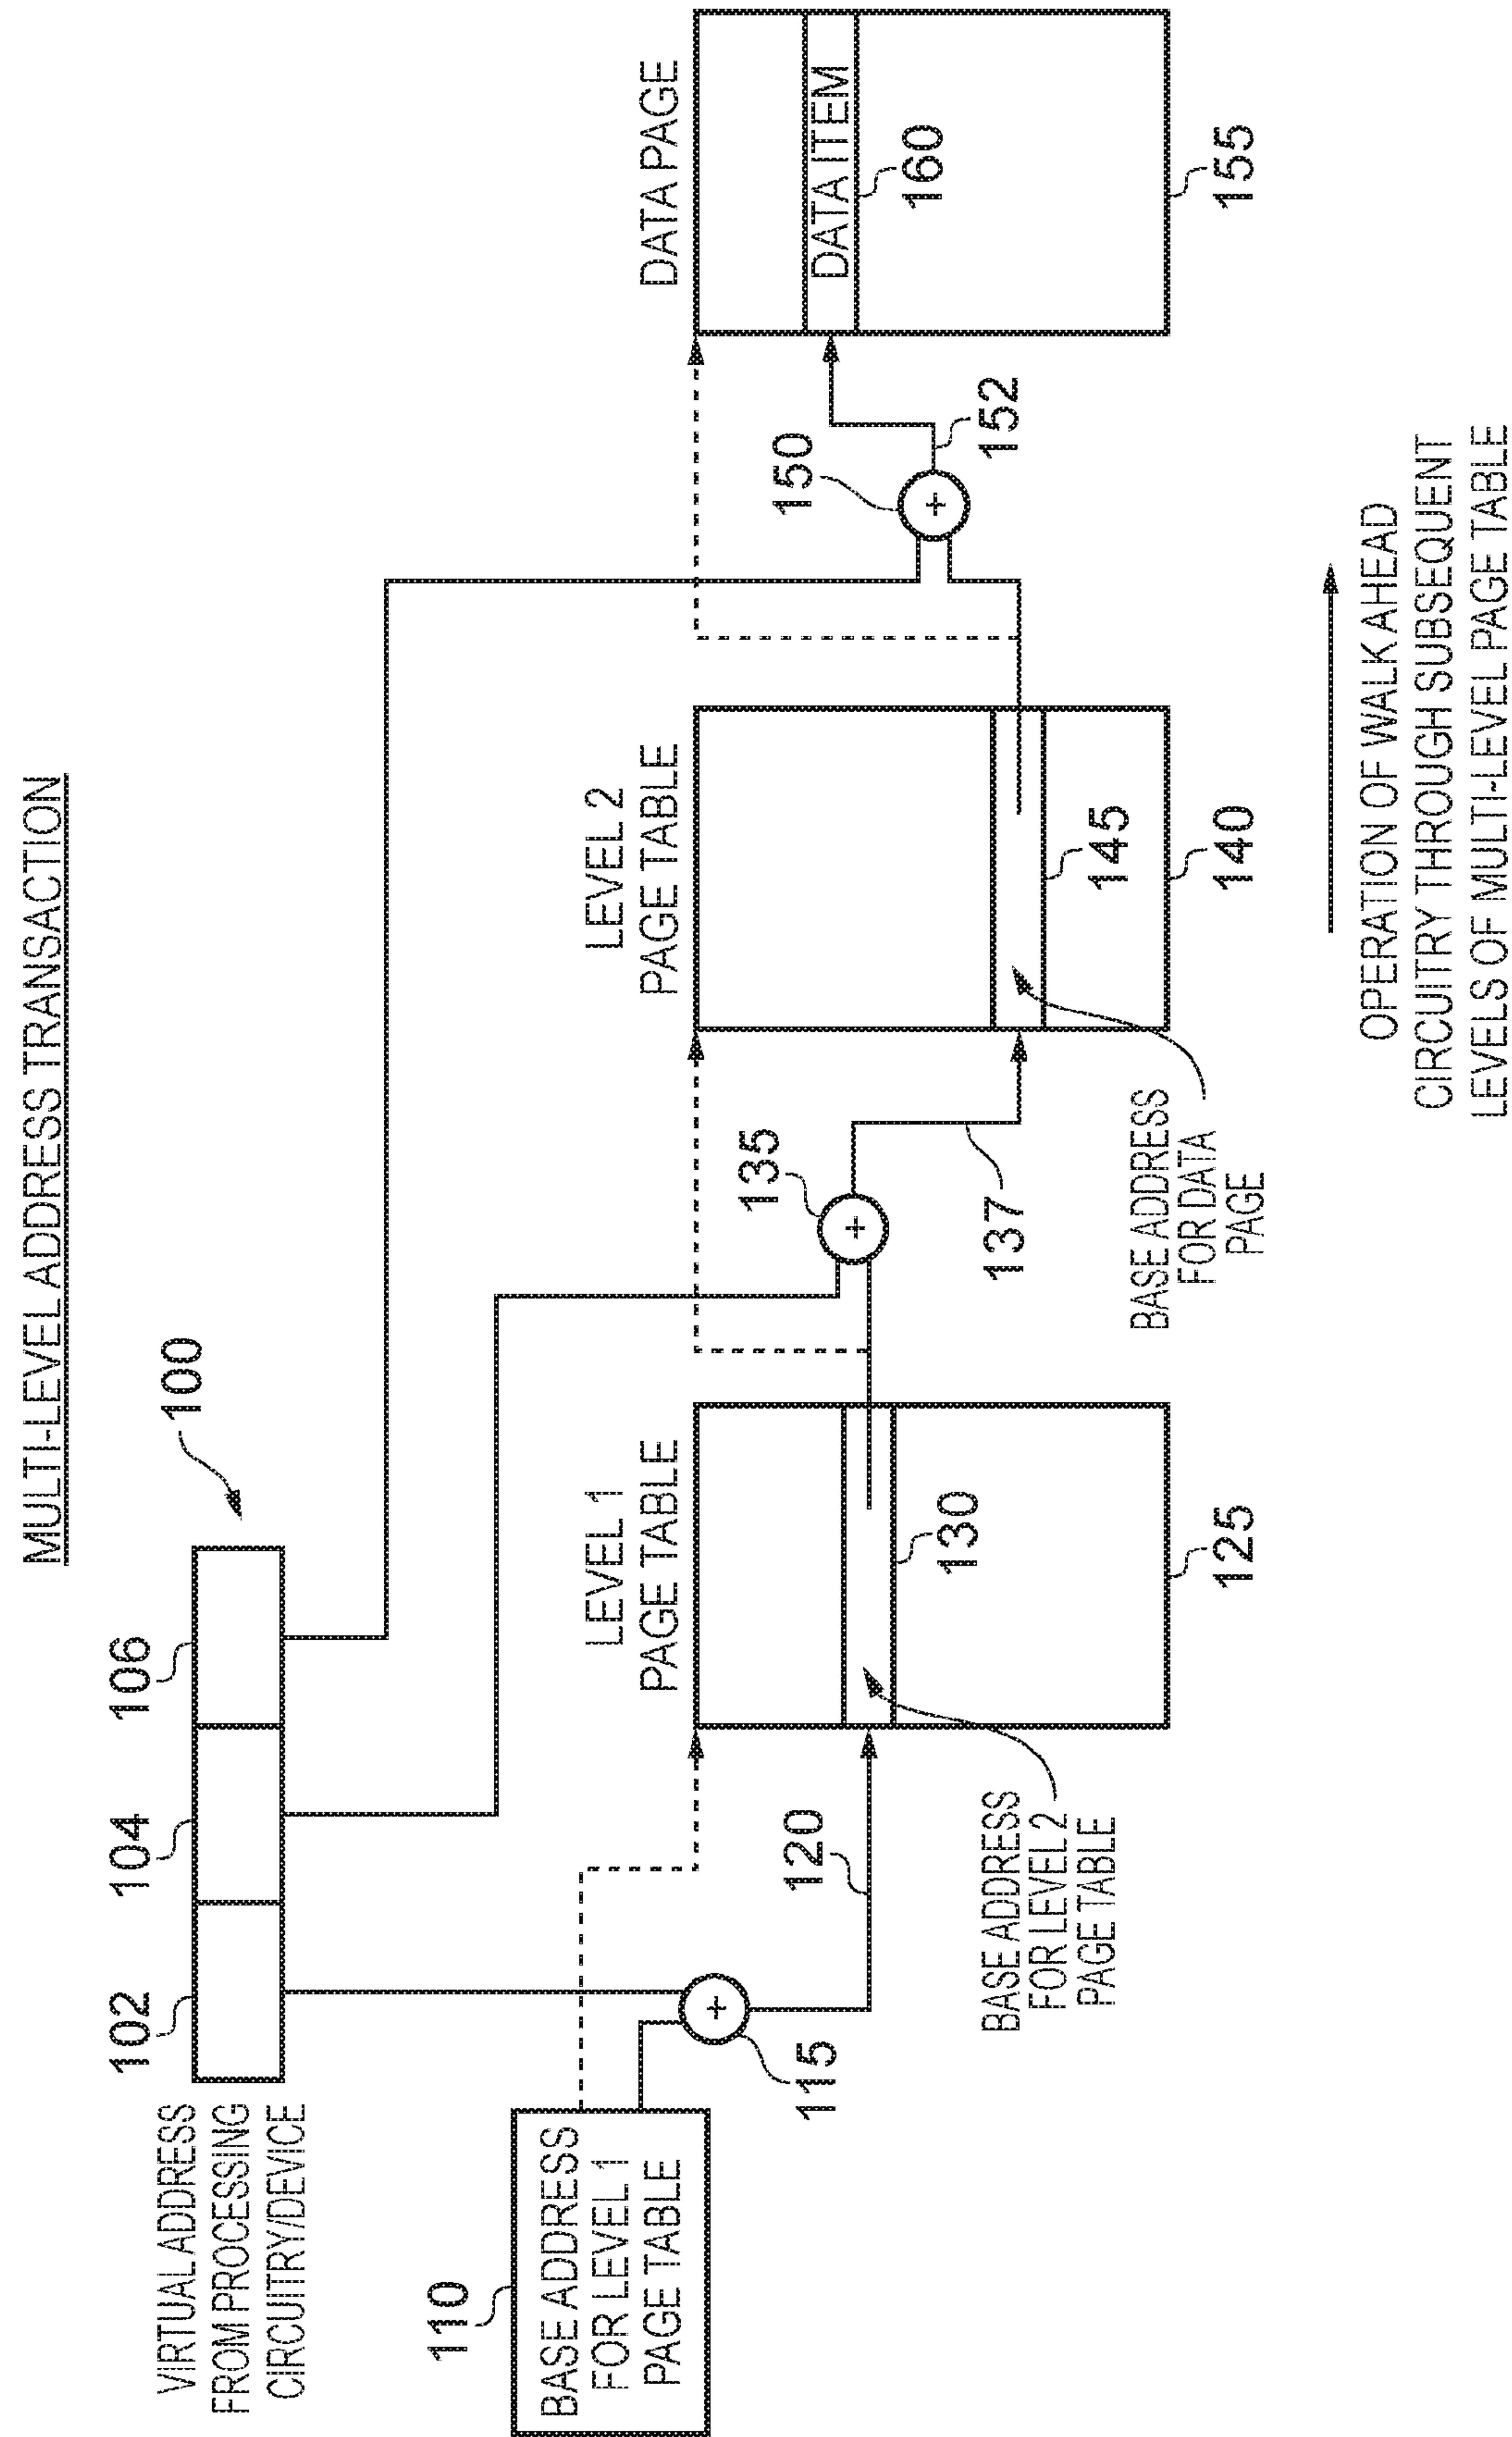 MULTI-LEVEL ADDRESS TRANSACTION
VIRTUAL ADDRESS
FROM PROCESSING
CIRCUITRY/DEVICE
102
104
106
100
110
BASE ADDRESS
FOR LEVEL 1
PAGE TABLE
+
115
120
LEVEL 1
PAGE TABLE
130
125
BASE ADDRESS
FOR LEVEL 2
PAGE TABLE
135
+
137
LEVEL 2
PAGE TABLE
145
140
BASE ADDRESS
FOR DATA
PAGE
150
+
152
DATA PAGE
DATA ITEM
160
155
OPERATION OF WALK AHEAD
CIRCUITRY THROUGH SUBSEQUENT
LEVELS OF MULTI-LEVEL PAGE TABLE